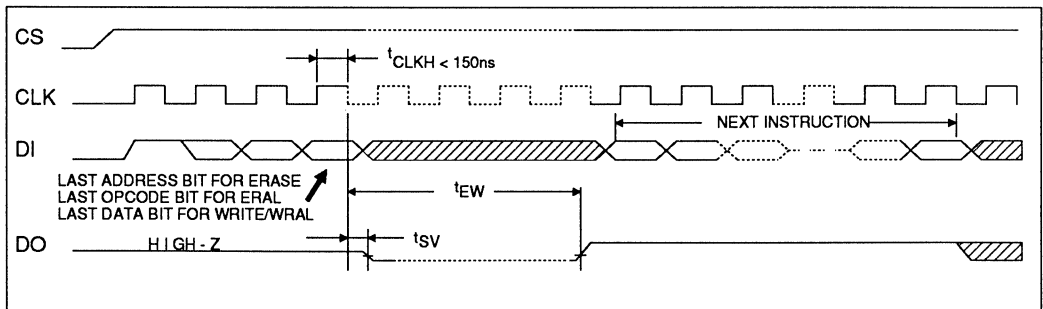 CS
tCLKH < 150ns
CLK
NEXT INSTRUCTION
DI
LAST ADDRESS BIT FOR ERASE
LAST OPCODE BIT FOR ERAL
LAST DATA BIT FOR WRITE/WRAL
tEW
DO
HIGH-Z
tSV